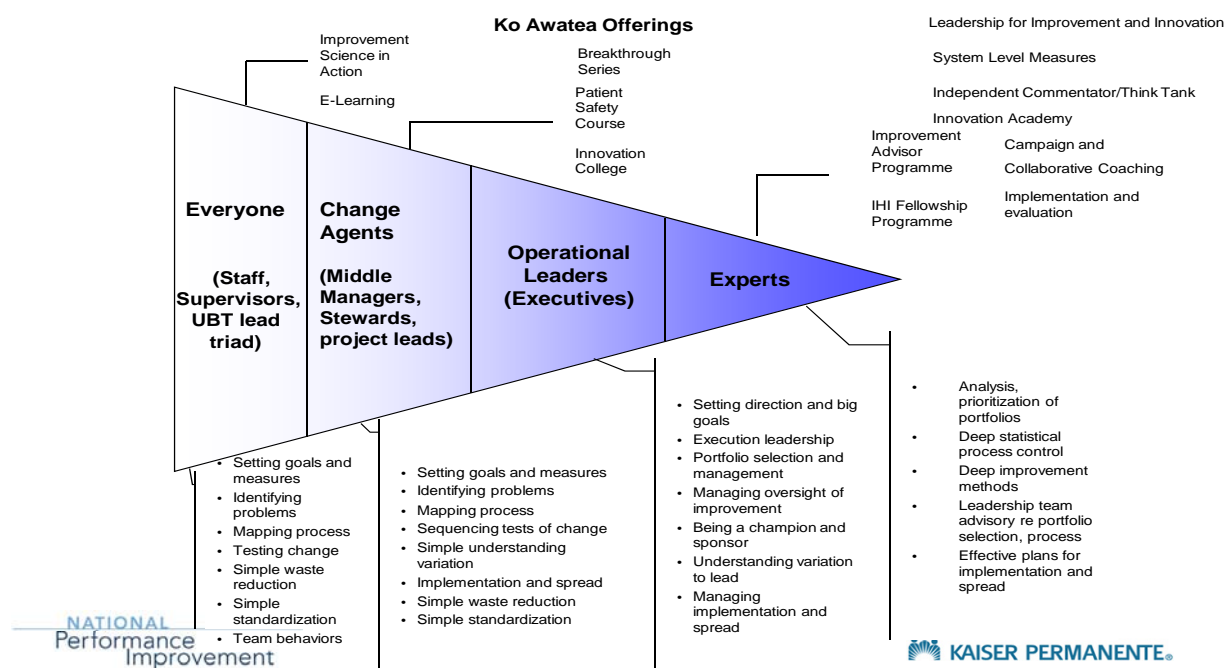 Ko Awatea Offerings
Improvement
Science in
Action
E-Learning
Breakthrough
Series
Patient
Safety
Course
Innovation
College
Leadership for Improvement and Innovation
System Level Measures
Independent Commentator/Think Tank
Innovation Academy
Improvement
Advisor
Programme
IHI Fellowship
Programme
Campaign and
Collaborative Coaching
Implementation and
evaluation
Everyone
(Staff,
Supervisors,
UBT lead
triad)
Change
Agents
(Middle
Managers,
Stewards,
project leads)
Operational
Leaders
(Executives)
Experts
• Setting goals and
measures
• Identifying
problems
• Mapping process
• Testing change
• Simple waste
reduction
• Simple
standardization
• Team behaviors
• Setting goals and measures
• Identifying problems
• Mapping process
• Sequencing tests of change
• Simple understanding
variation
• Implementation and spread
• Simple waste reduction
• Simple standardization
• Setting direction and big
goals
• Execution leadership
• Portfolio selection and
management
• Managing oversight of
improvement
• Being a champion and
sponsor
• Understanding variation
to lead
• Managing
implementation and
spread
• Analysis,
prioritization of
portfolios
• Deep statistical
process control
• Deep improvement
methods
• Leadership team
advisory re portfolio
selection, process
• Effective plans for
implementation and
spread
NATIONAL
Performance
Improvement
KAISER PERMANENTE®